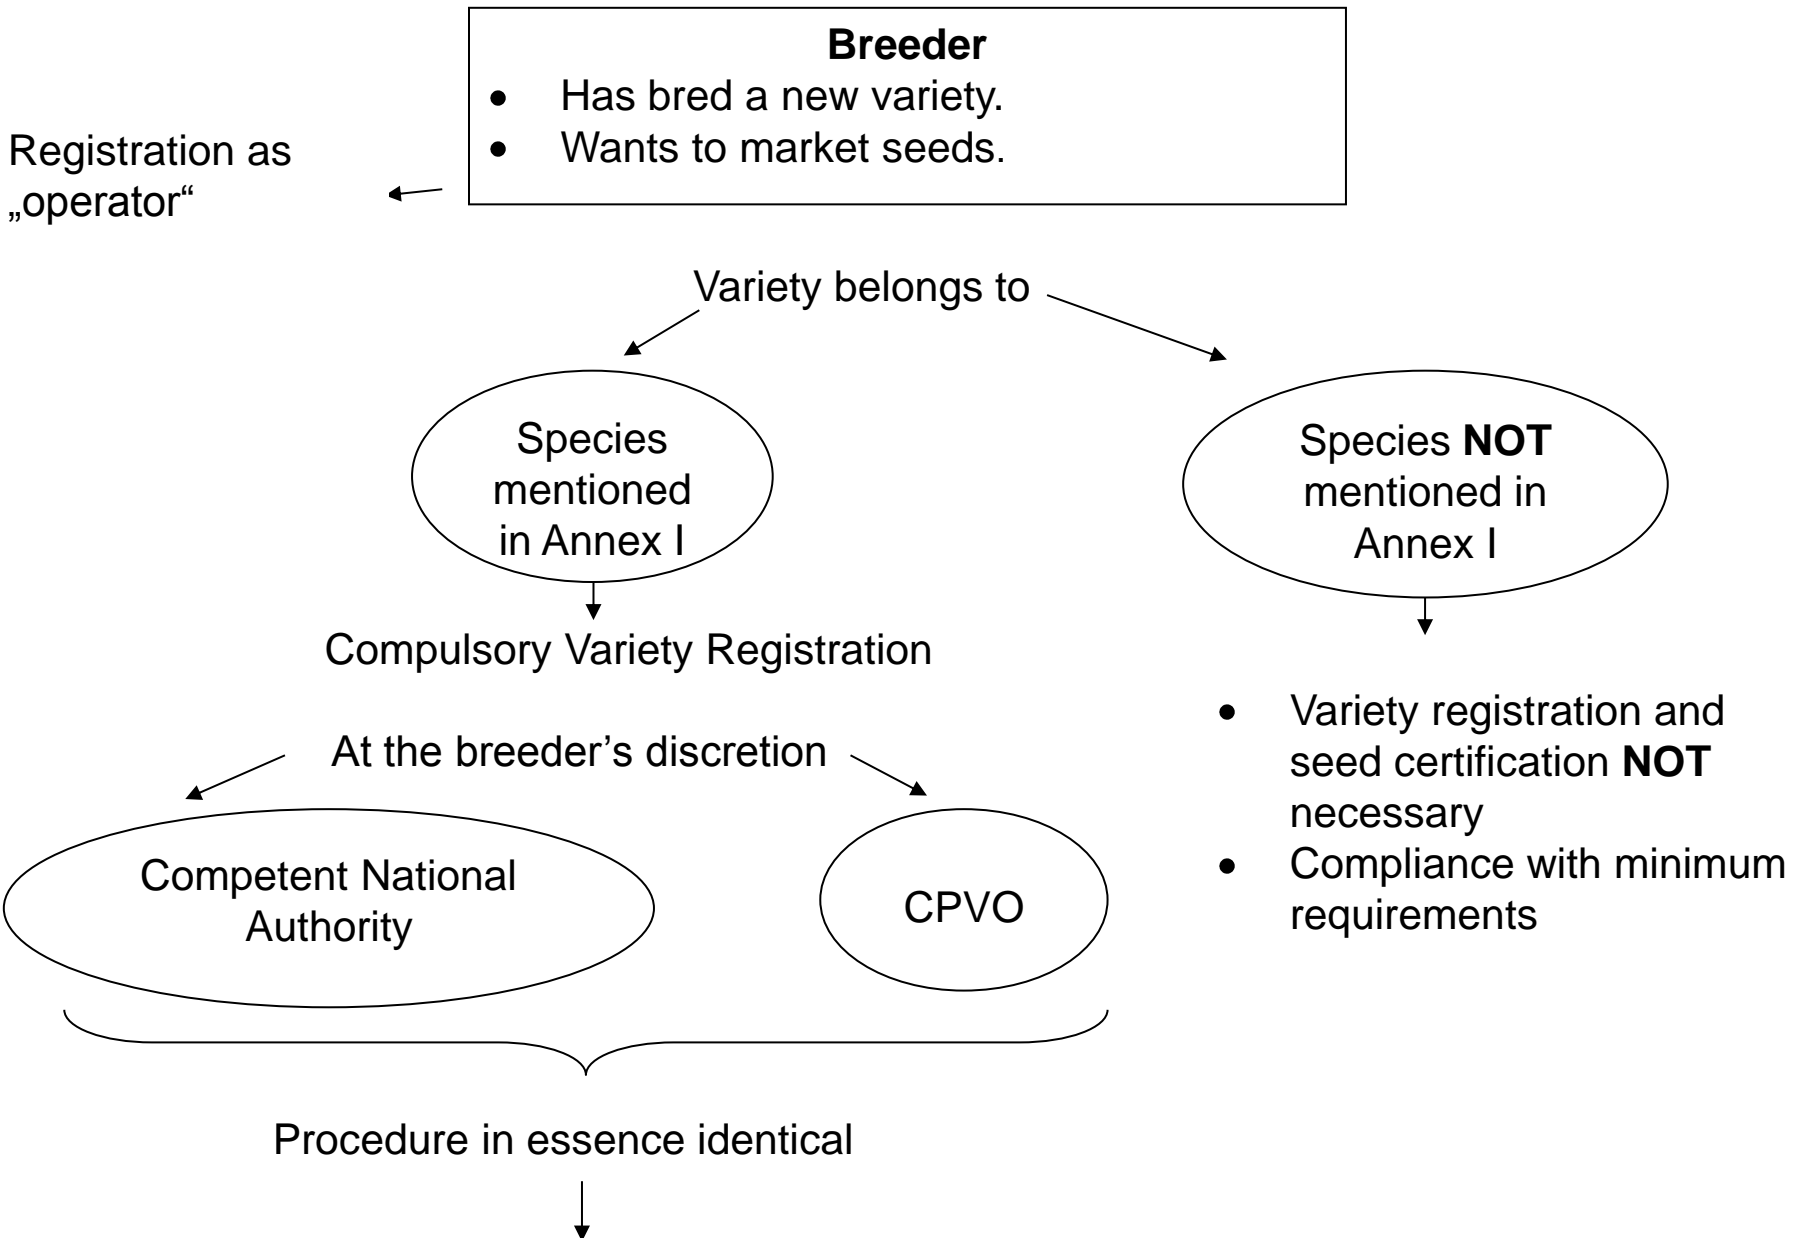 Breeder
• Has bred a new variety.
• Wants to market seeds.
Registration as
„operator“
Variety belongs to
Species
mentioned
in Annex I
Species NOT
mentioned in
Annex I
Compulsory Variety Registration
At the breeder’s discretion
Competent National
Authority
CPVO
• Variety registration and
seed certification NOT
necessary
• Compliance with minimum
requirements
Procedure in essence identical